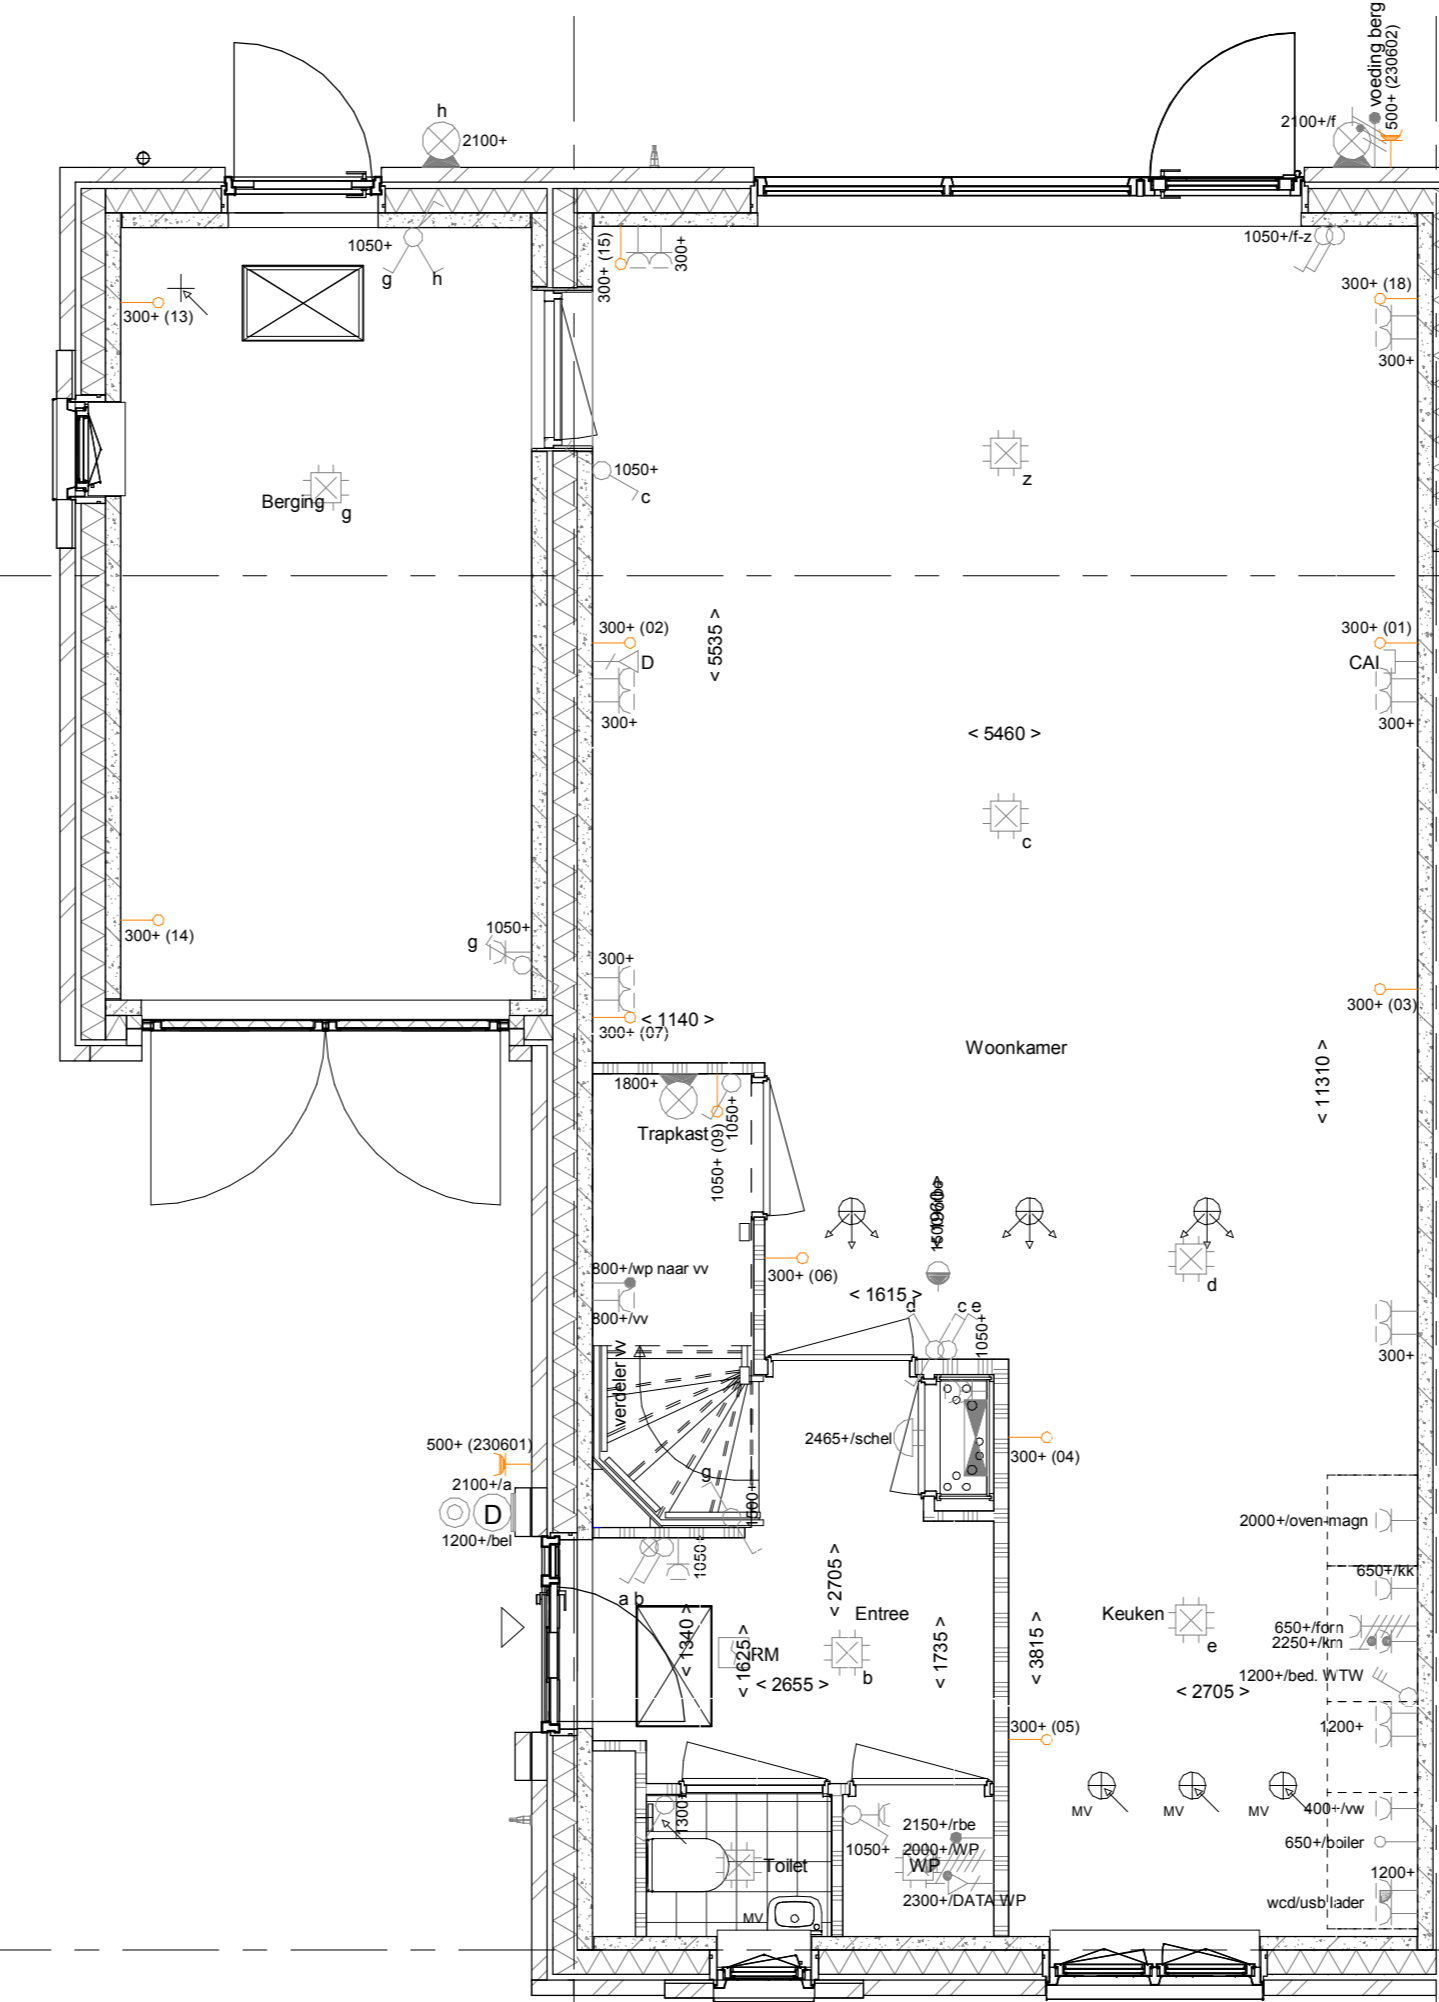 voeding berg
500+ (230602)
h
2100+
2100+/f
1050+
g
h
300+ (15)
300+
1050+/f-z
300+ (18)
300+
300+ (13)
z
1050+
c
Berging
g
300+ (02)
D
300+
< 5535 >
300+ (01)
CAI
300+
< 5460 >
c
300+ (14)
g
1050+
300+
300+ (07)
< 1140 >
300+ (03)
Woonkamer
< 11310 >
1800+
Trapkast
1050+ (09)
1050+
300+ (06)
d
800+/wp naar vv
800+/vv
< 1615 >
d
c e
1050+
300+
verdeler vv
2465+/schel
300+ (04)
500+ (230601)
2100+/a
D
1200+/bel
g
1500+
1050+
a b
2000+/oven-magn
650+/kk
650+/forn
2250+/km
1200+/bed. WTW
1200+
< 2705 >
Entree
Keuken
e
< 1340 >
< 1625 >
RM
< 2655 >
b
< 1735 >
< 3815 >
< 2705 >
300+ (05)
MV
MV
MV
400+/vw
650+/boiler
1200+
wcd/usb lader
1300+
Toilet
MV
1050+
2150+/rbe
2000+/WP
WP
2300+/DATA WP